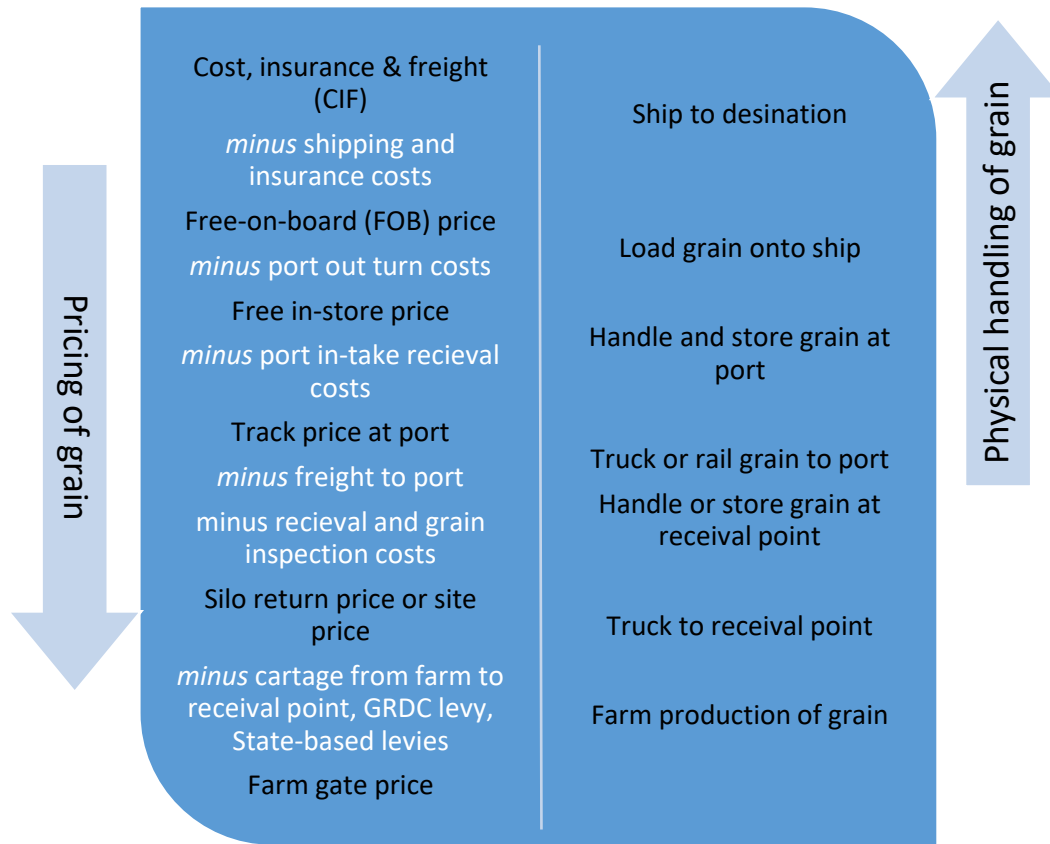 Pricing of grain
Cost, insurance & freight
(CIF)
minus shipping and
insurance costs
Free-on-board (FOB) price
minus port out turn costs
Free in-store price
minus port in-take recieval
costs
Track price at port
minus freight to port
minus recieval and grain
inspection costs
Silo return price or site
price
minus cartage from farm to
receival point, GRDC levy,
State-based levies
Farm gate price
Ship to desination
Load grain onto ship
Handle and store grain at
port
Truck or rail grain to port
Handle or store grain at
receival point
Truck to receival point
Farm production of grain
Physical handling of grain